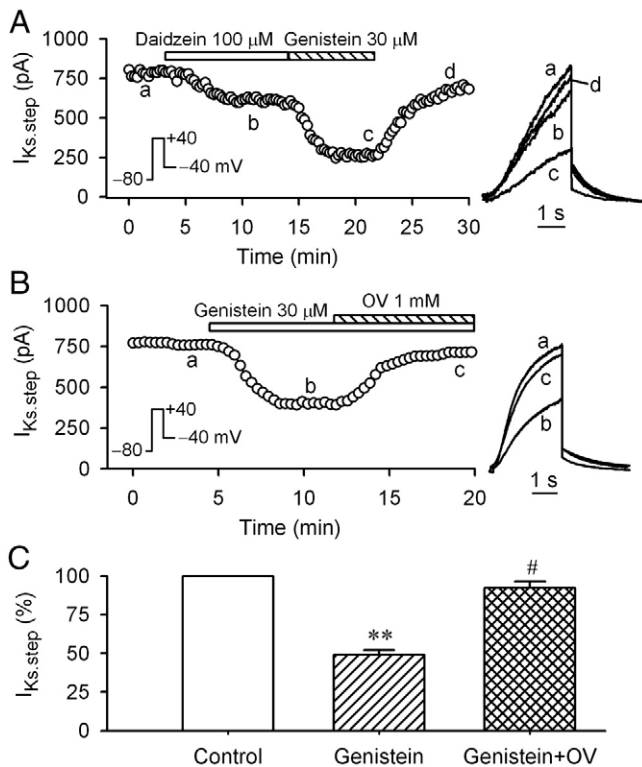 A
Daidzein 100 μM
Genistein 30 μM
I_Ks.step (pA)
1000
750
500
250
0
a
b
c
d
+40
−80
−40 mV
0 5 10 15 20 25 30
Time (min)
a
d
b
c
1 s
B
OV 1 mM
Genistein 30 μM
I_Ks.step (pA)
1000
750
500
250
0
a
b
c
+40
−80
−40 mV
0 5 10 15 20
Time (min)
a
c
b
1 s
C
I_Ks.step (%)
100
75
50
25
0
**
#
Control Genistein Genistein+OV